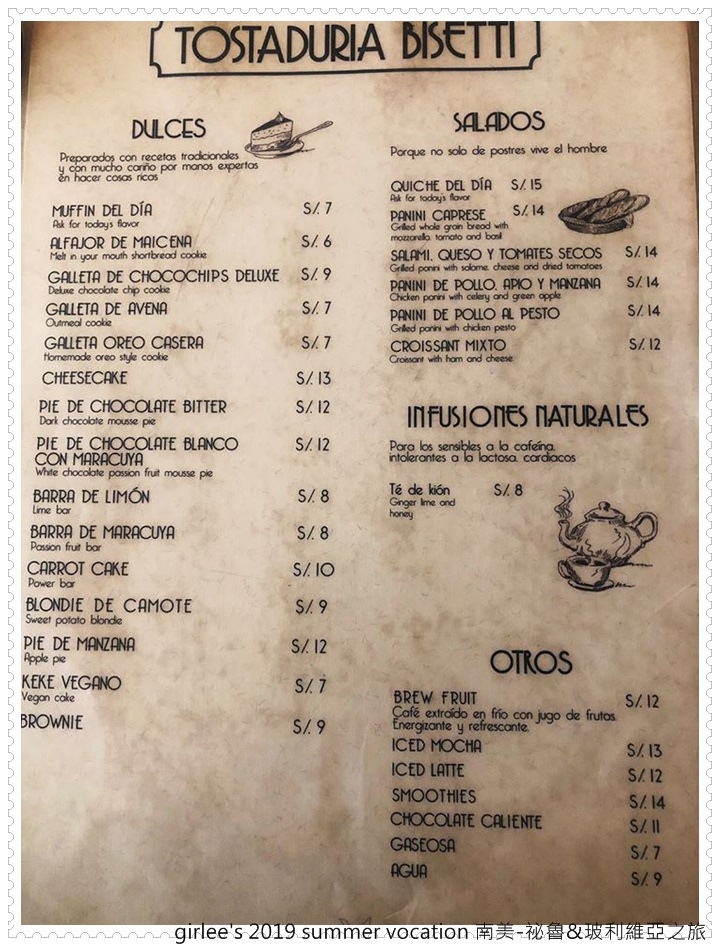 TOSTADURIA BISETTI
DULCES
Preparados con recetas tradicionales
y con mucho cariño por manos expertas
en hacer cosas ricas
MUFFIN DEL DÍA S/. 7
Ask for today's flavor
ALFAJOR DE MAICENA S/. 6
Melt in your mouth shortbread cookie
GALLETA DE CHOCOCHIPS DELUXE S/. 9
Deluxe chocolate chip cookie
GALLETA DE AVENA S/. 7
Outmeal cookie
GALLETA OREO CASERA S/. 7
Homemade oreo style cookie
CHEESECAKE S/. 13
PIE DE CHOCOLATE BITTER S/. 12
Dark chocolate mousse pie
PIE DE CHOCOLATE BLANCO S/. 12
CON MARACUYA
White chocolate passion fruit mousse pie
BARRA DE LIMÓN S/. 8
Lime bar
BARRA DE MARACUYA S/. 8
Passion fruit bar
CARROT CAKE S/. 10
Power bar
BLONDIE DE CAMOTE S/. 9
Sweet potato blondie
PIE DE MANZANA S/. 12
Apple pie
KEKE VEGANO S/. 7
Vegan cake
BROWNIE S/. 9
SALADOS
Porque no solo de postres vive el hombre
QUICHE DEL DÍA S/. 15
Ask for today's flavor
PANINI CAPRESE S/. 14
Grilled whole grain bread with
mozzarella, tomato and basil
SALAMI, QUESO Y TOMATES SECOS S/. 14
Grilled panini with salame, cheese and dried tomatoes
PANINI DE POLLO, APIO Y MANZANA S/. 14
Chicken panini with celery and green apple
PANINI DE POLLO AL PESTO S/. 14
Grilled panini with chicken pesto
CROISSANT MIXTO S/. 12
Croissant with ham and cheese
INFUSIONES NATURALES
Para los sensibles a la cafeína,
intolerantes a la lactosa, cardiacos
Té de kión S/. 8
Ginger lime and
honey
OTROS
BREW FRUIT S/. 12
Café extraído en frío con jugo de frutas.
Energizante y refrescante.
ICED MOCHA S/. 13
ICED LATTE S/. 12
SMOOTHIES S/. 14
CHOCOLATE CALIENTE S/. 11
GASEOSA S/. 7
AGUA S/. 9
girlee's 2019 summer vocation 南美-祕魯&玻利維亞之旅